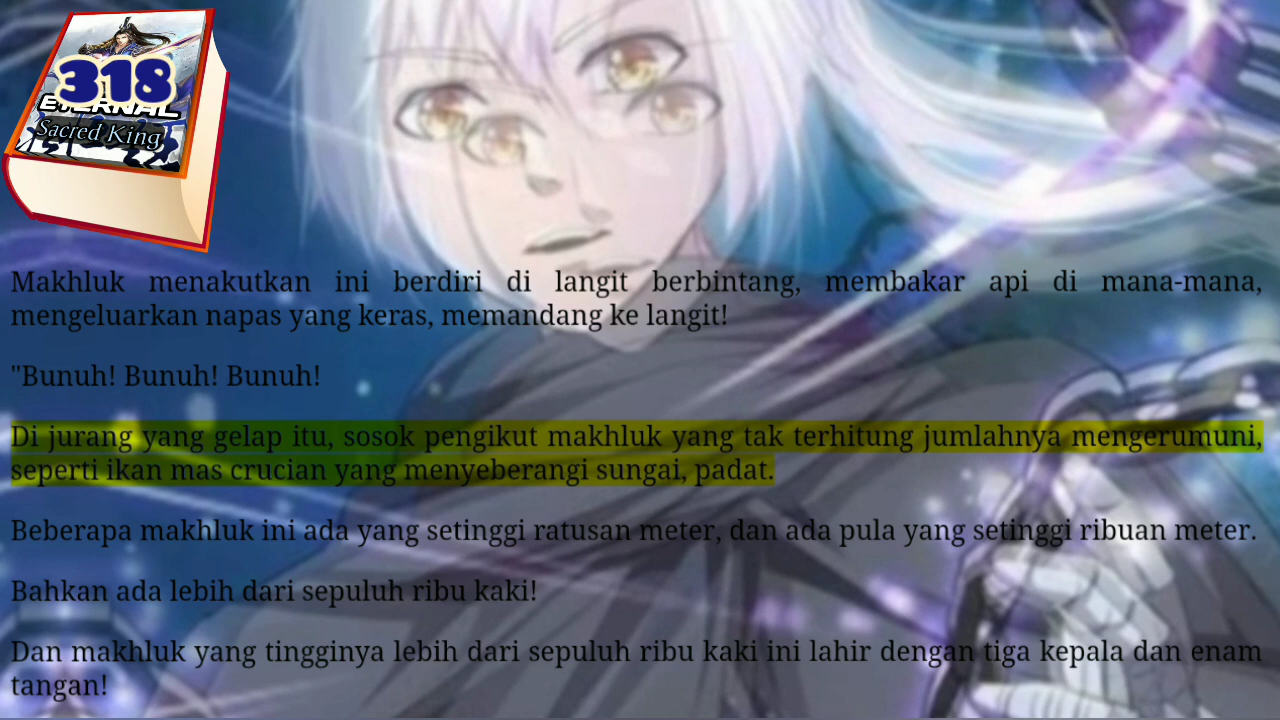 318
ETERNAL
Sacred King
Makhluk menakutkan ini berdiri di langit berbintang, membakar api di mana-mana,
mengeluarkan napas yang keras, memandang ke langit!
"Bunuh! Bunuh! Bunuh!
Di jurang yang gelap itu, sosok pengikut makhluk yang tak terhitung jumlahnya mengerumuni,
seperti ikan mas crucian yang menyeberangi sungai, padat.
Beberapa makhluk ini ada yang setinggi ratusan meter, dan ada pula yang setinggi ribuan meter.
Bahkan ada lebih dari sepuluh ribu kaki!
Dan makhluk yang tingginya lebih dari sepuluh ribu kaki ini lahir dengan tiga kepala dan enam
tangan!